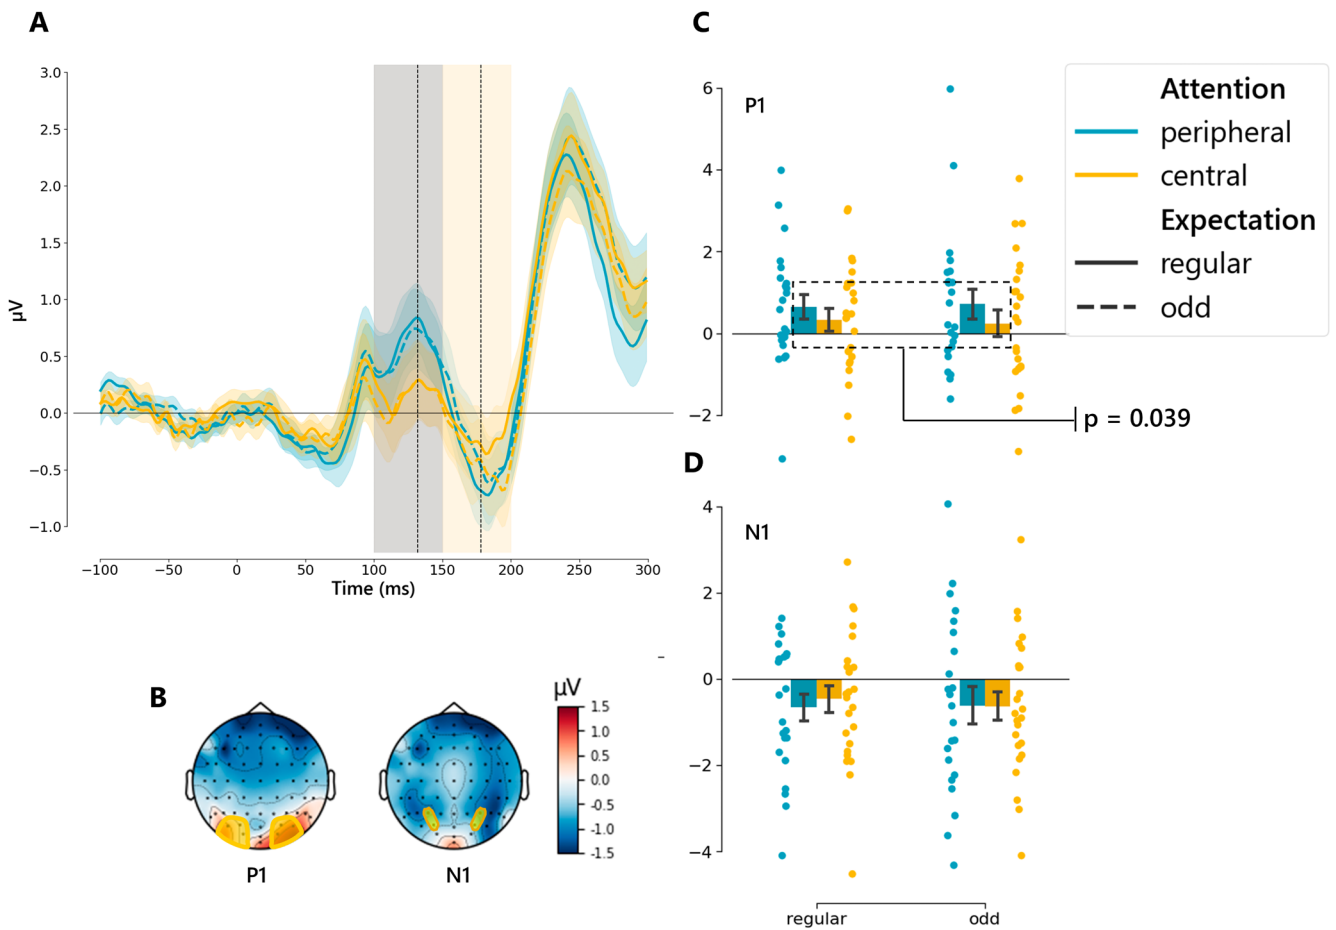 A
3.0
2.5
2.0
1.5
1.0
0.5
0.0
−0.5
−1.0
μV
−100 −50 0 50 100 150 200 250 300
Time (ms)
B
P1
N1
μV
1.5
1.0
0.5
0.0
-0.5
-1.0
-1.5
C
P1
6
4
2
0
−2
p = 0.039
Attention
peripheral
central
Expectation
regular
odd
D
N1
4
2
0
−2
−4
regular odd